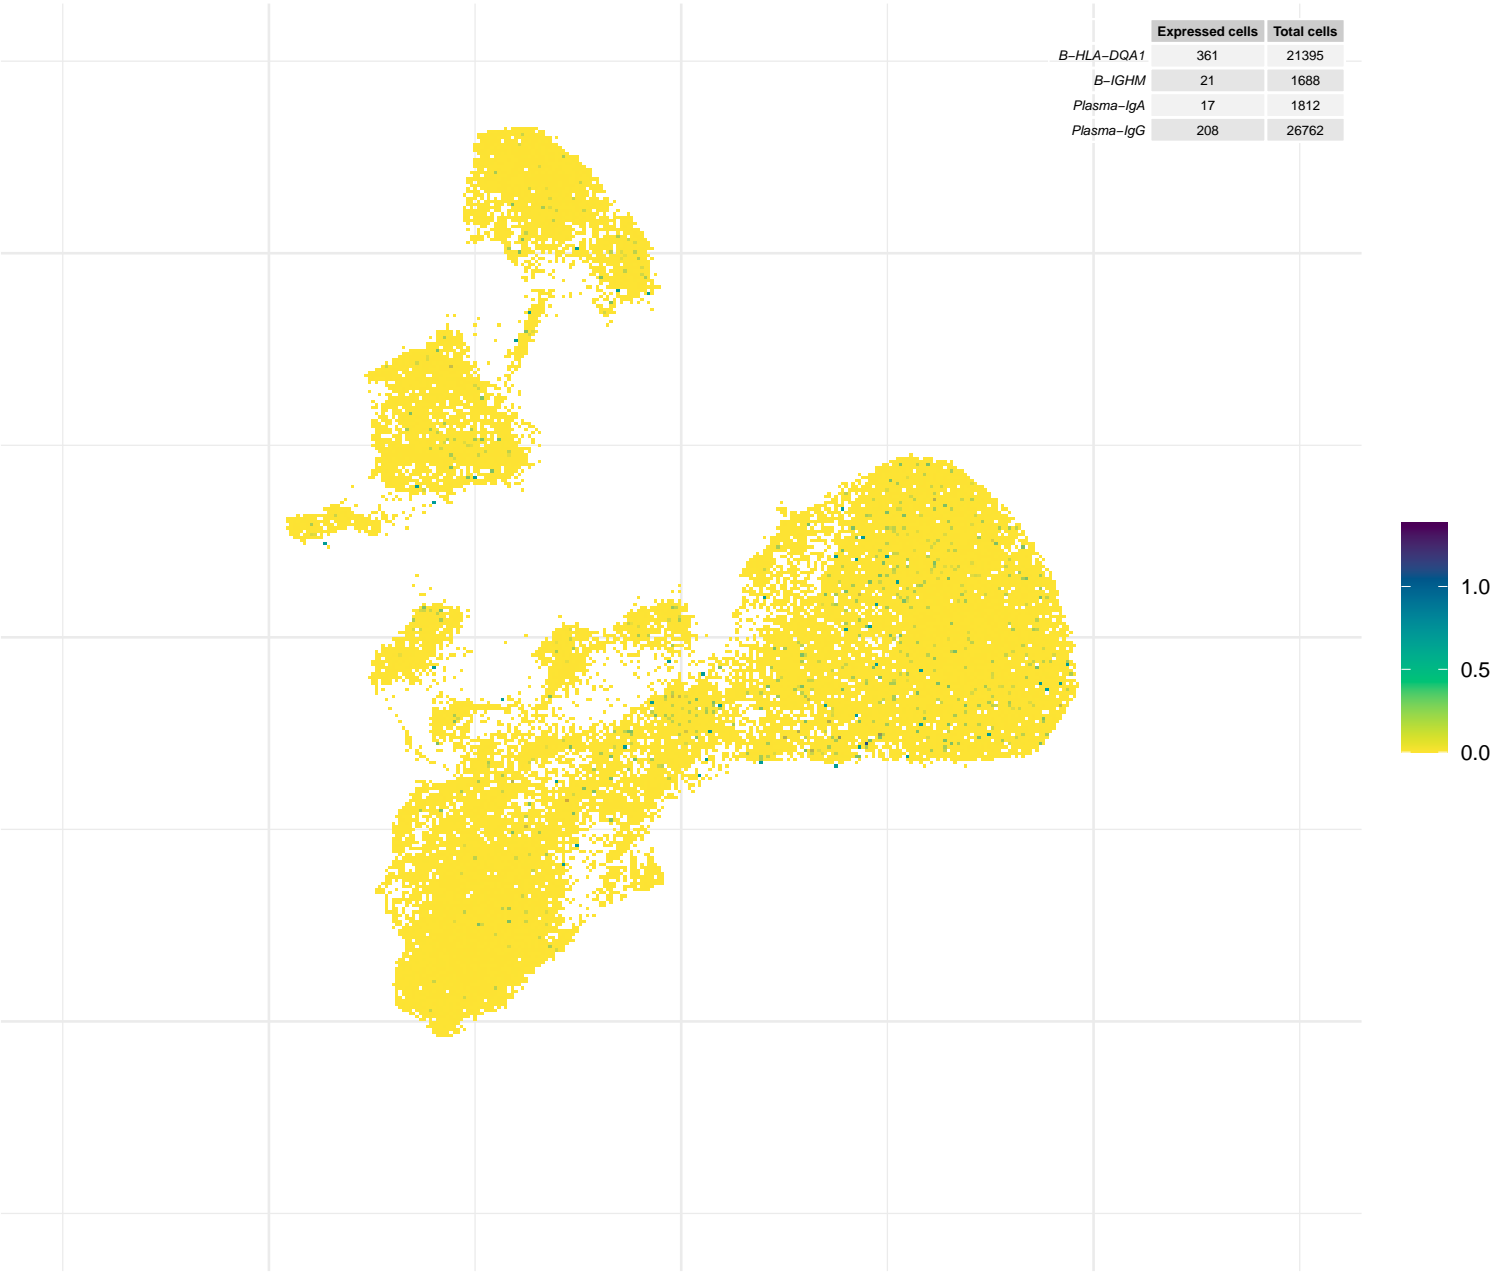 Expressed cells Total cells
B−HLA−DQA1 361 21395
B−IGHM 21 1688
Plasma−IgA 17 1812
Plasma−IgG 208 26762
1.0
0.5
0.0